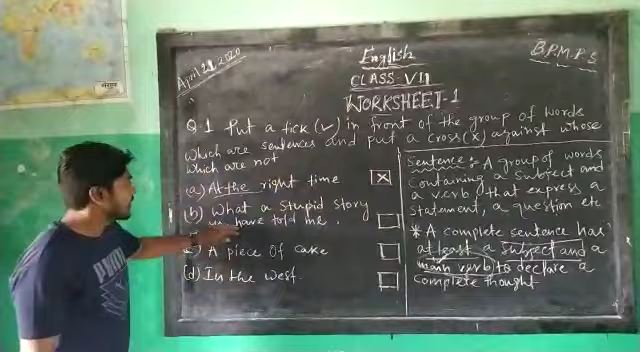 April 21, 2020
English
B.P.M.P.S
CLASS VII
WORKSHEET-1
Q.1 Put a tick (✓) in front of the group of words
which are sentences and put a cross (X) against whose
which are not
(a) At the right time
X
(b) What a stupid story
have told me.
A piece of cake
(d) In the west
Sentence: A group of words
containing a subject and
a verb that express a
statement, a question etc
* A complete sentence has
at least a subject and a
main verb to declare a
complete thought